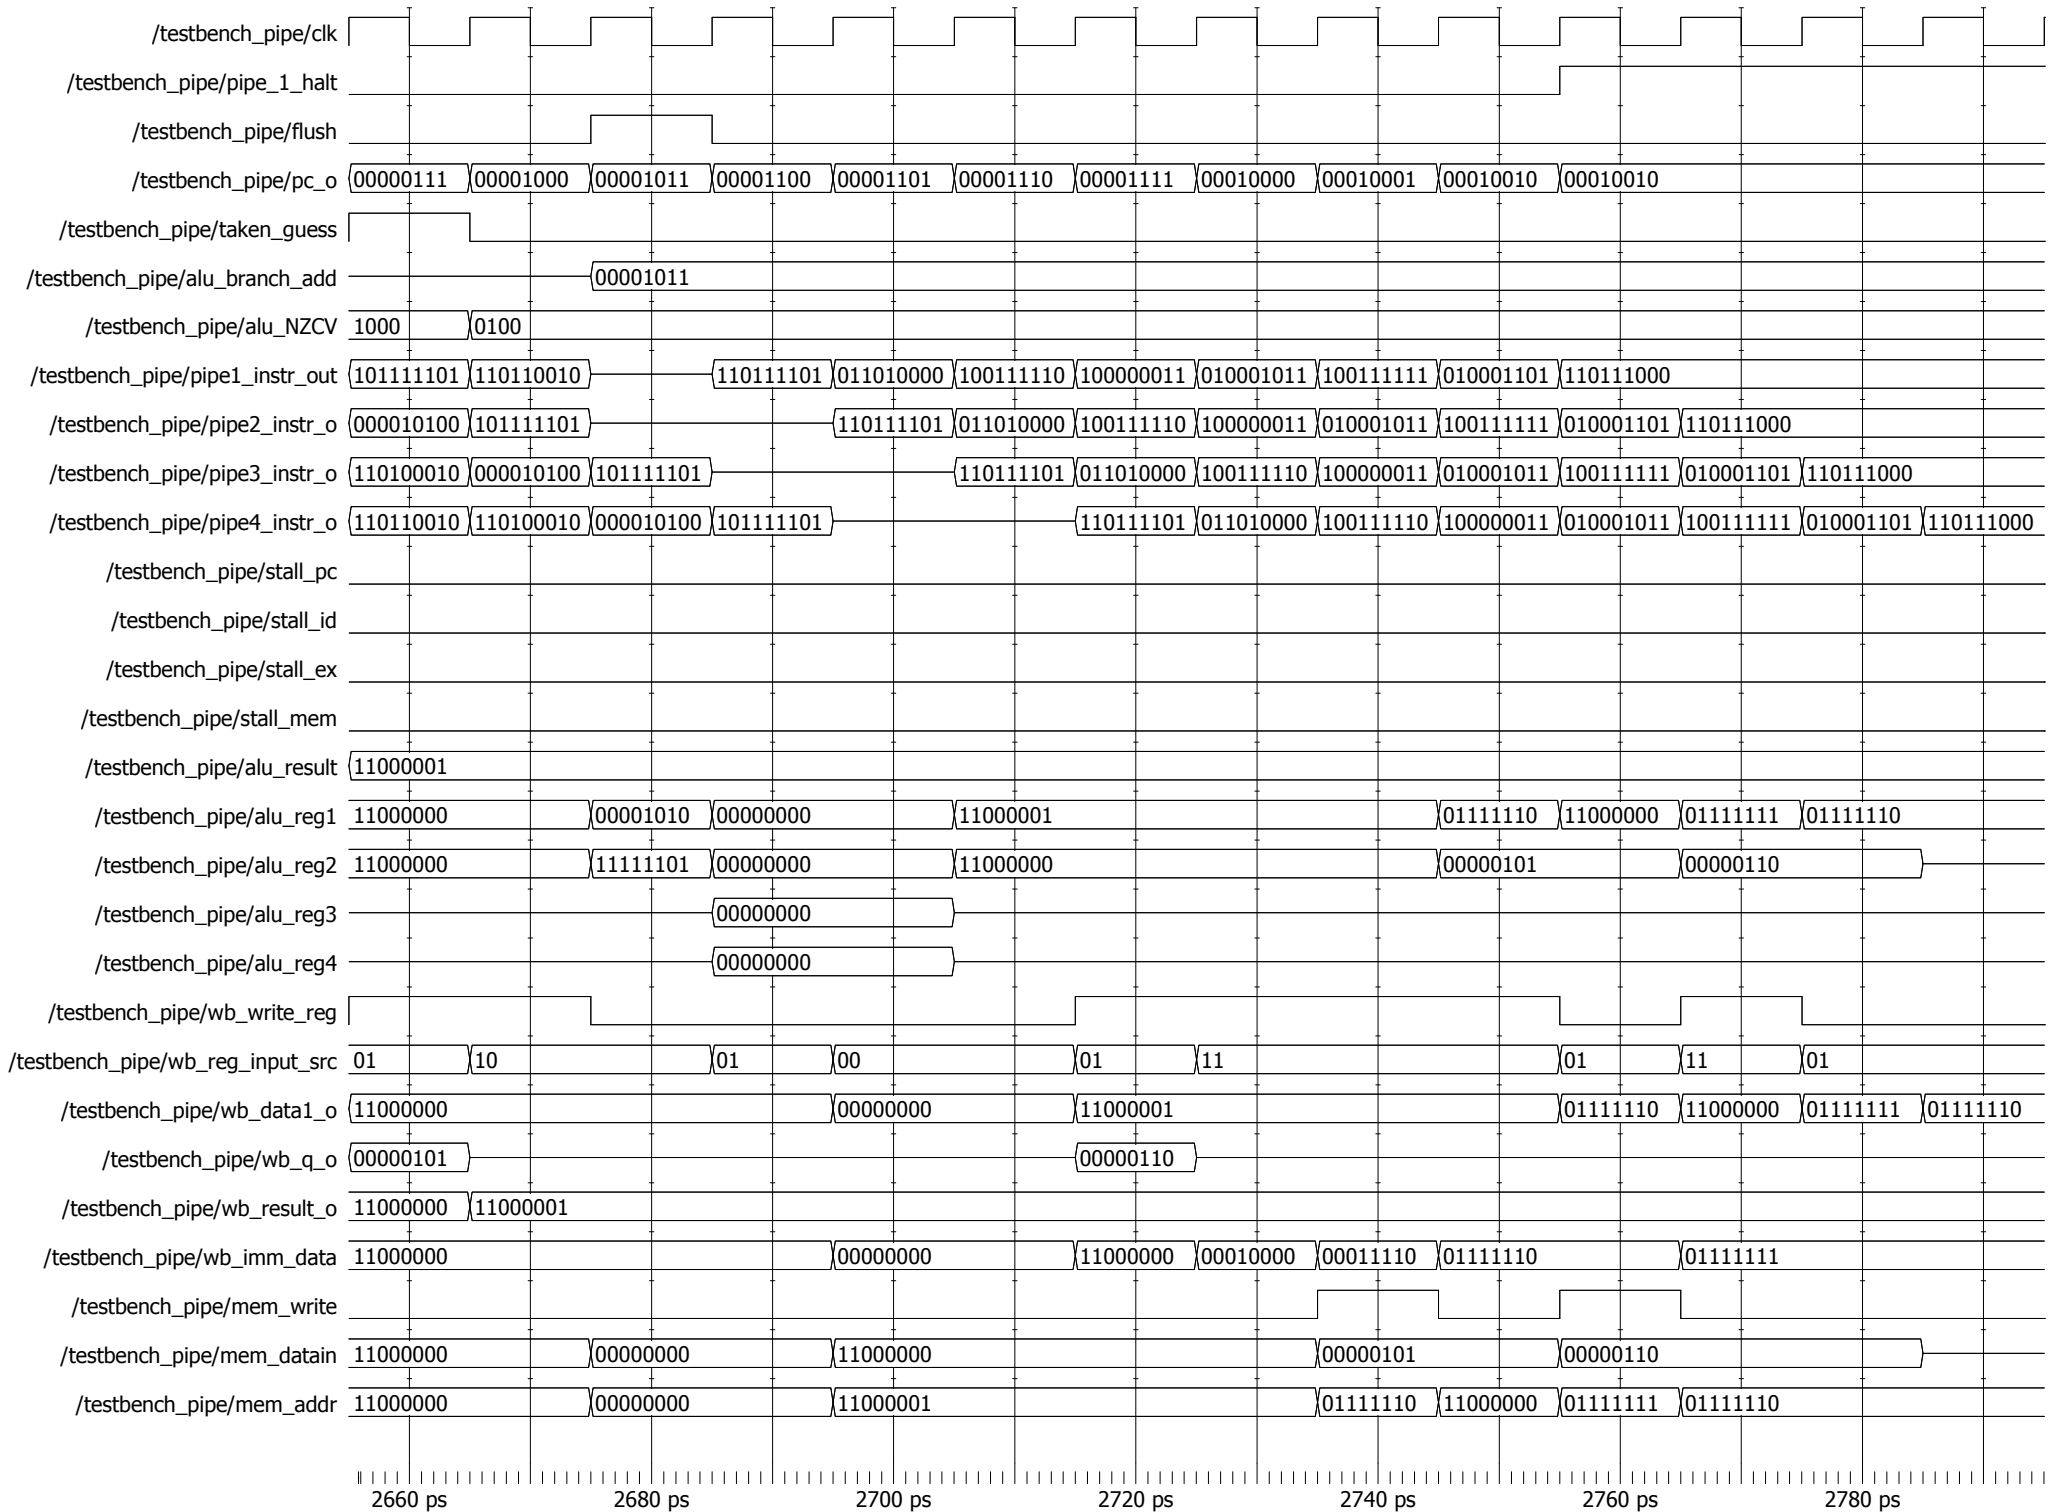 /testbench_pipe/clk
/testbench_pipe/pipe_1_halt
/testbench_pipe/flush
/testbench_pipe/pc_o 00000111 00001000 00001011 00001100 00001101 00001110 00001111 00010000 00010001 00010010 00010010
/testbench_pipe/taken_guess
/testbench_pipe/alu_branch_add 00001011
/testbench_pipe/alu_NZCV 1000 0100
/testbench_pipe/pipe1_instr_out 101111101 110110010 110111101 011010000 100111110 100000011 010001011 100111111 010001101 110111000
/testbench_pipe/pipe2_instr_o 000010100 101111101 110111101 011010000 100111110 100000011 010001011 100111111 010001101 110111000
/testbench_pipe/pipe3_instr_o 110100010 000010100 101111101 110111101 011010000 100111110 100000011 010001011 100111111 010001101 110111000
/testbench_pipe/pipe4_instr_o 110110010 110100010 000010100 101111101 110111101 011010000 100111110 100000011 010001011 100111111 010001101 110111000
/testbench_pipe/stall_pc
/testbench_pipe/stall_id
/testbench_pipe/stall_ex
/testbench_pipe/stall_mem
/testbench_pipe/alu_result 11000001
/testbench_pipe/alu_reg1 11000000 00001010 00000000 11000001 01111110 11000000 01111111 01111110
/testbench_pipe/alu_reg2 11000000 11111101 00000000 11000000 00000101 00000110
/testbench_pipe/alu_reg3 00000000
/testbench_pipe/alu_reg4 00000000
/testbench_pipe/wb_write_reg
/testbench_pipe/wb_reg_input_src 01 10 01 00 01 11 01 11 01
/testbench_pipe/wb_data1_o 11000000 00000000 11000001 01111110 11000000 01111111 01111110
/testbench_pipe/wb_q_o 00000101 00000110
/testbench_pipe/wb_result_o 11000000 11000001
/testbench_pipe/wb_imm_data 11000000 00000000 11000000 00010000 00011110 01111110 01111111
/testbench_pipe/mem_write
/testbench_pipe/mem_datain 11000000 00000000 11000000 00000101 00000110
/testbench_pipe/mem_addr 11000000 00000000 11000001 01111110 11000000 01111111 01111110
2660 ps 2680 ps 2700 ps 2720 ps 2740 ps 2760 ps 2780 ps